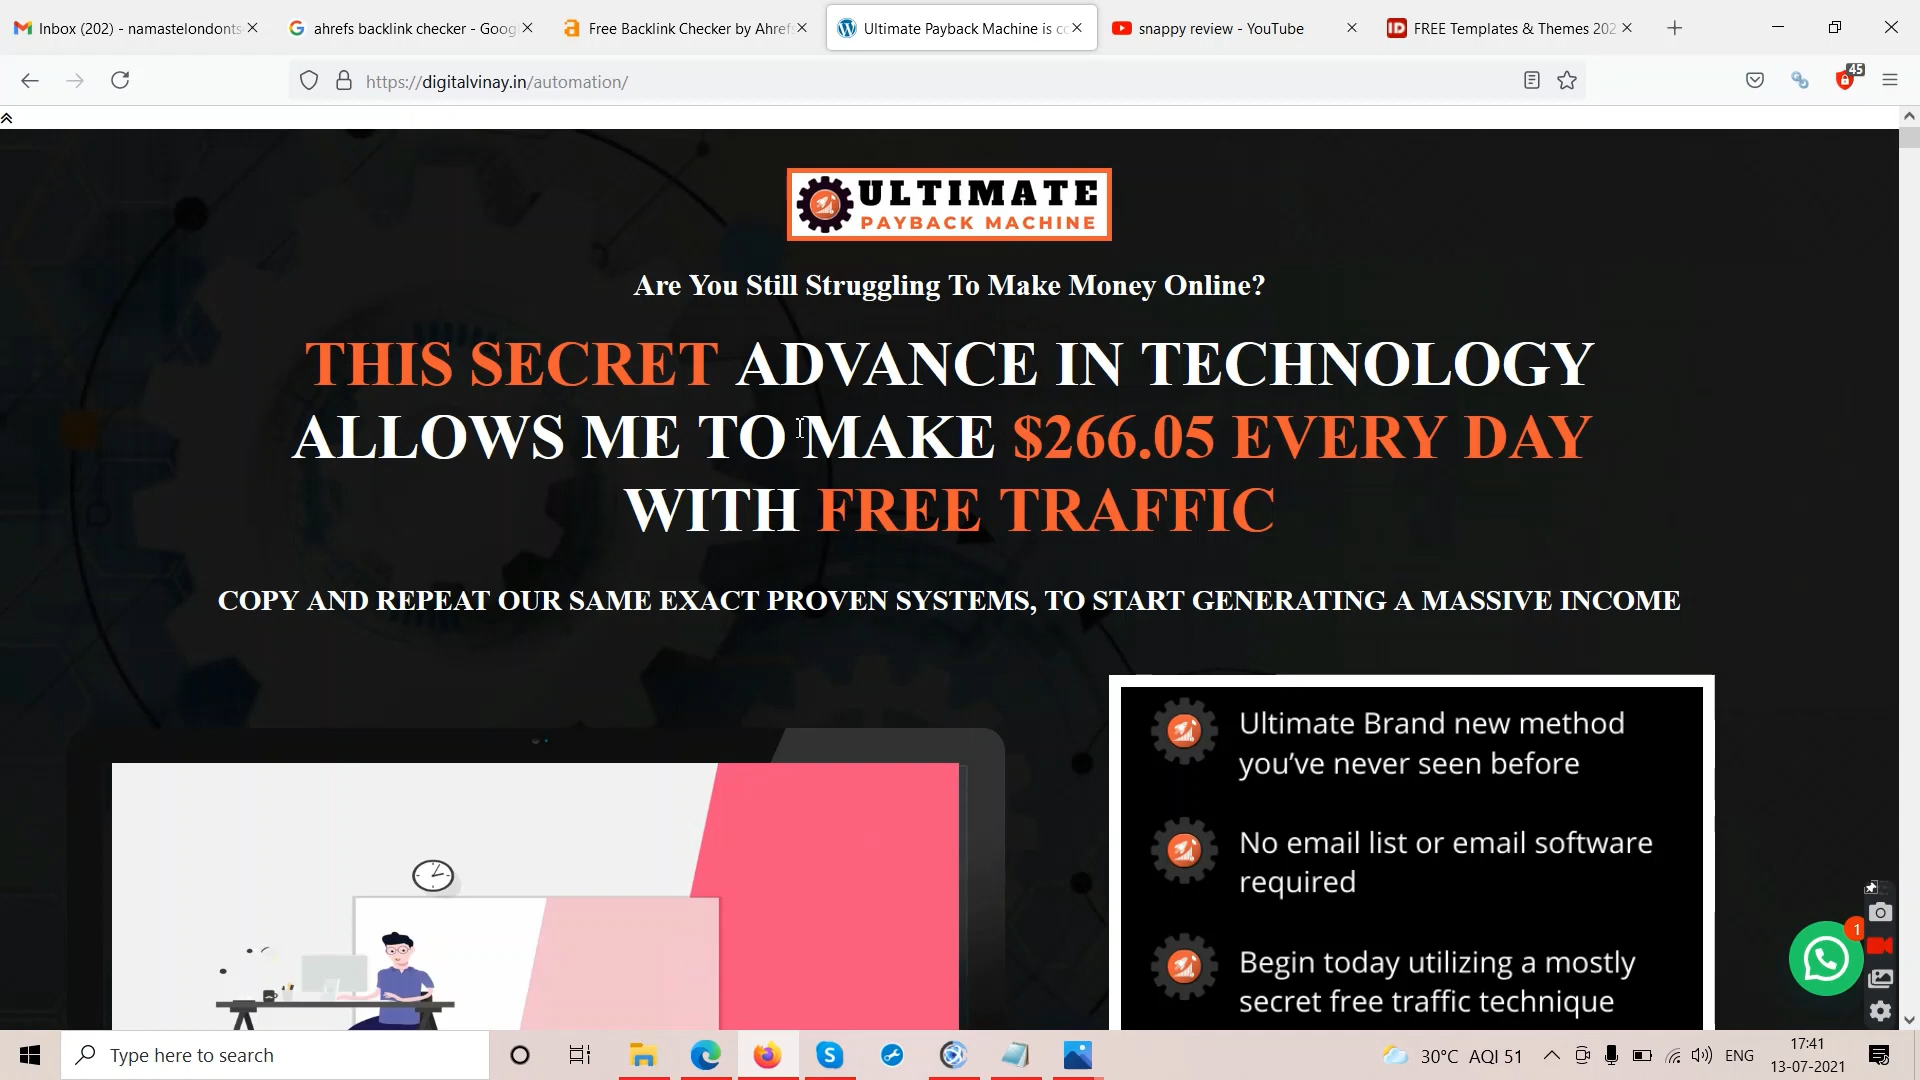 Inbox (202) - namastelondonts
ahrefs backlink checker - Goog
Free Backlink Checker by Ahrefs
Ultimate Payback Machine is co
snappy review - YouTube
FREE Templates & Themes 202
https://digitalvinay.in/automation/
45
ULTIMATE
PAYBACK MACHINE
Are You Still Struggling To Make Money Online?
THIS SECRET ADVANCE IN TECHNOLOGY
ALLOWS ME TO MAKE $266.05 EVERY DAY
WITH FREE TRAFFIC
COPY AND REPEAT OUR SAME EXACT PROVEN SYSTEMS, TO START GENERATING A MASSIVE INCOME
Ultimate Brand new method
you’ve never seen before
No email list or email software
required
Begin today utilizing a mostly
secret free traffic technique
1
Type here to search
30°C AQI 51
ENG
17:41
13-07-2021